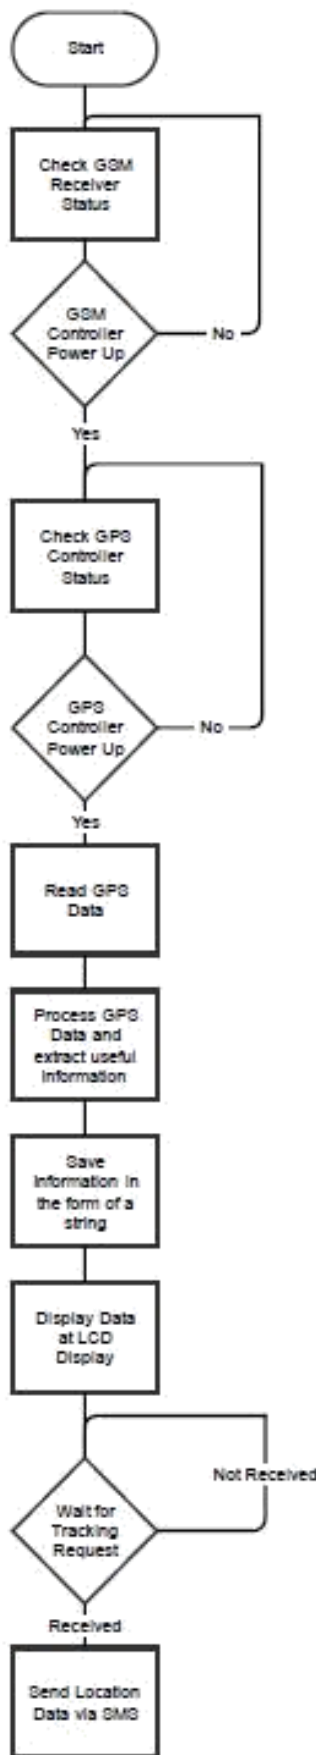 Start
Check GSM
Receiver
Status
GSM
Controller
Power Up
No
Yes
Check GPS
Controller
Status
GPS
Controller
Power Up
No
Yes
Read GPS
Data
Process GPS
Data and
extract useful
Information
Save
Information in
the form of a
string
Display Data
at LCD
Display
Not Received
Wait for
Tracking
Request
Received
Send Location
Data via SMS